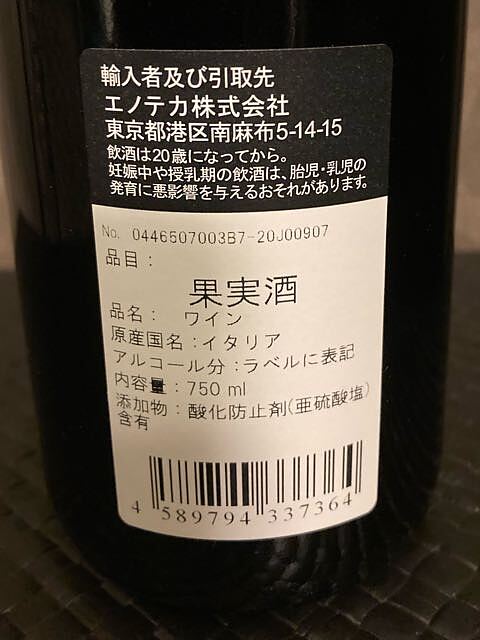 輸入者及び引取先
エノテカ株式会社
東京都港区南麻布5-14-15
飲酒は20歳になってから。
妊娠中や授乳期の飲酒は、胎児・乳児の
発育に悪影響を与えるおそれがあります。
No. 0446507003B7-20J00907
品目：
果実酒
品名： ワイン
原産国名：イタリア
アルコール分：ラベルに表記
内容量：750 ml
添加物：酸化防止剤(亜硫酸塩)
含有
4 589794 337364